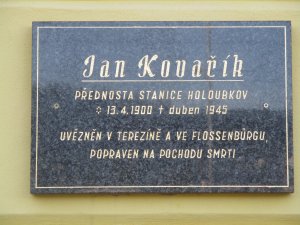 Jan Kovařík
PŘEDNOSTA STANICE HOLOUBKOV
✩ 13.4.1900 † duben 1945
UVĚZNĚN V TEREZÍNĚ A VE FLOSSENBÜRGU
POPRAVEN NA POCHODU SMRTI